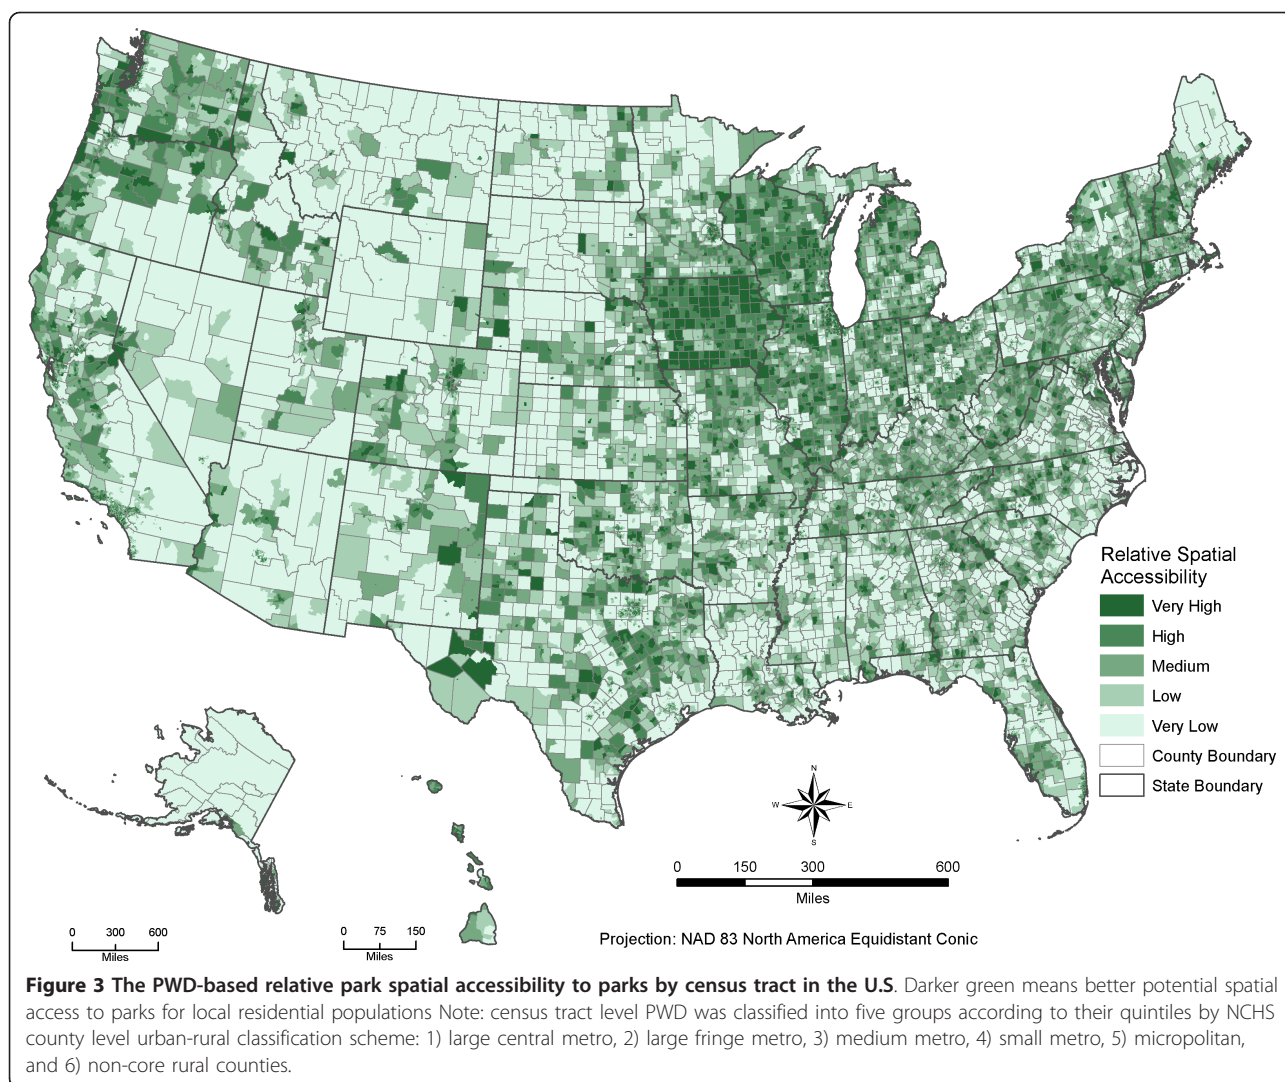 Relative Spatial
Accessibility
Very High
High
Medium
Low
Very Low
County Boundary
State Boundary
N
W E
S
0 150 300 600
Miles
0 300 600
Miles
0 75 150
Miles
Projection: NAD 83 North America Equidistant Conic
Figure 3 The PWD-based relative park spatial accessibility to parks by census tract in the U.S. Darker green means better potential spatial
access to parks for local residential populations Note: census tract level PWD was classified into five groups according to their quintiles by NCHS
county level urban-rural classification scheme: 1) large central metro, 2) large fringe metro, 3) medium metro, 4) small metro, 5) micropolitan,
and 6) non-core rural counties.